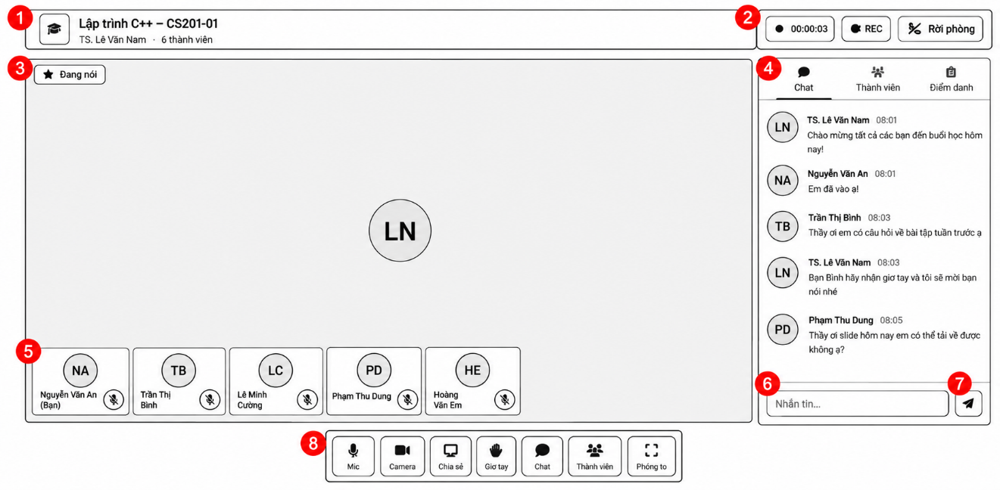 1
Lập trình C++ – CS201-01
TS. Lê Văn Nam · 6 thành viên
2
00:00:03
REC
Rời phòng
3
Đang nói
LN
4
Chat
Thành viên
Điểm danh
LN
TS. Lê Văn Nam 08:01
Chào mừng tất cả các bạn đến buổi học hôm
nay!
NA
Nguyễn Văn An 08:01
Em đã vào ạ!
TB
Trần Thị Bình 08:03
Thầy ơi em có câu hỏi về bài tập tuần trước ạ
LN
TS. Lê Văn Nam 08:03
Bạn Bình hãy nhận giơ tay và tôi sẽ mời bạn
nói nhé
PD
Phạm Thu Dung 08:05
Thầy ơi slide hôm nay em có thể tải về được
không ạ?
5
NA
Nguyễn Văn An
(Bạn)
TB
Trần Thị
Bình
LC
Lê Minh
Cường
PD
Phạm Thu Dung
HE
Hoàng
Văn Em
6
Nhắn tin...
7
8
Mic
Camera
Chia sẻ
Giơ tay
Chat
Thành viên
Phóng to